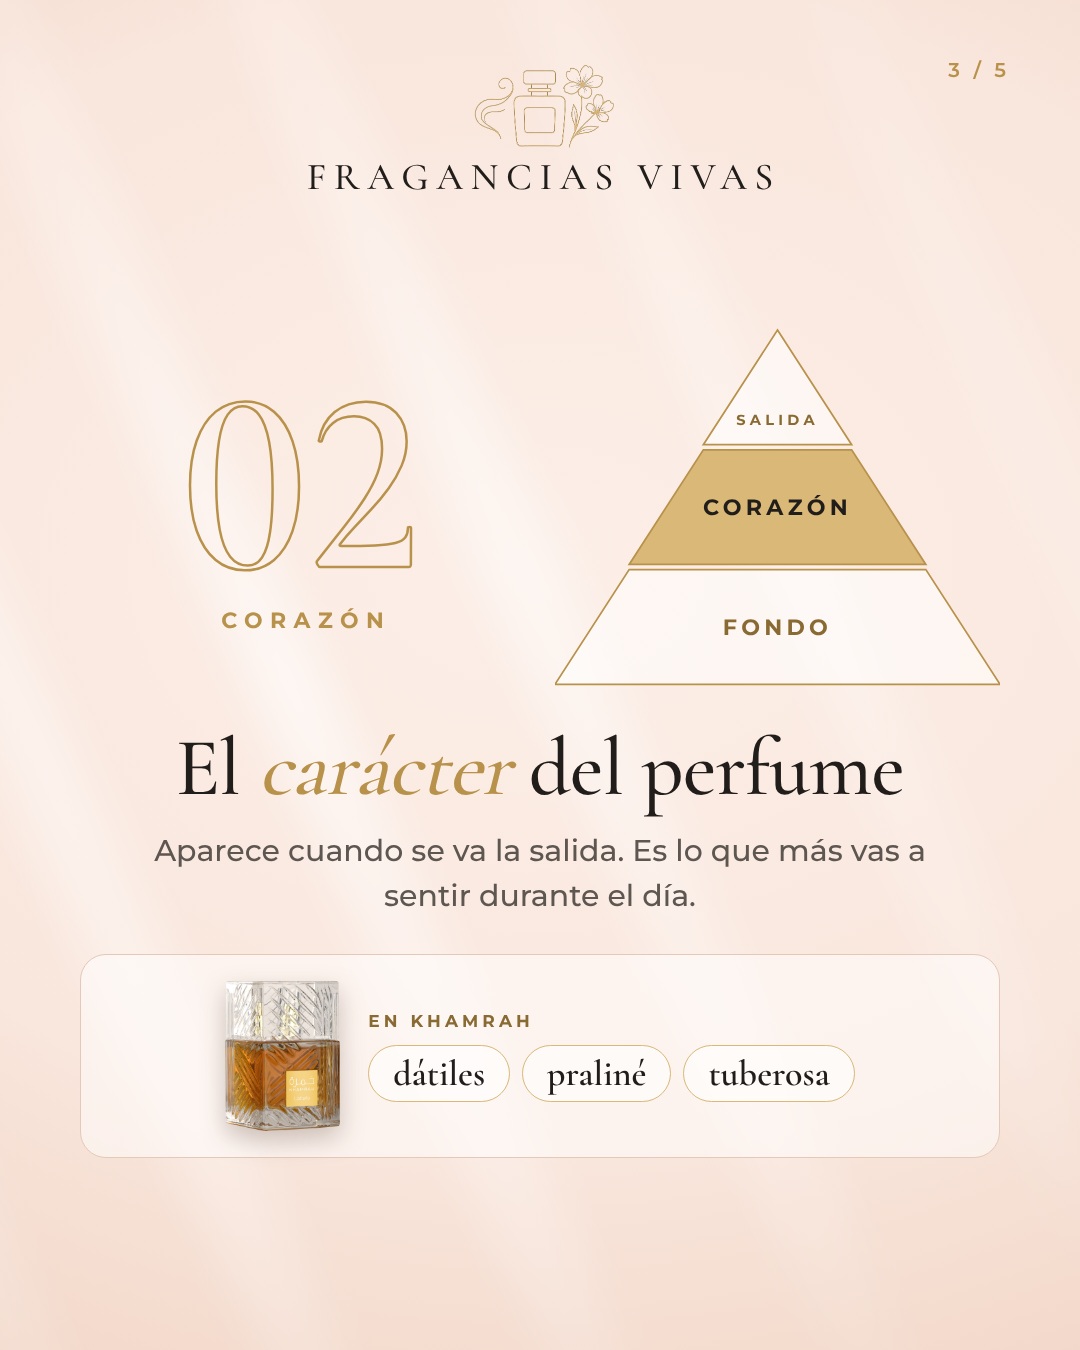 3 / 5
FRAGANCIAS VIVAS
02
CORAZÓN
SALIDA
CORAZÓN
FONDO
El carácter del perfume
Aparece cuando se va la salida. Es lo que más vas a
sentir durante el día.
EN KHAMRAH
dátiles
praliné
tuberosa